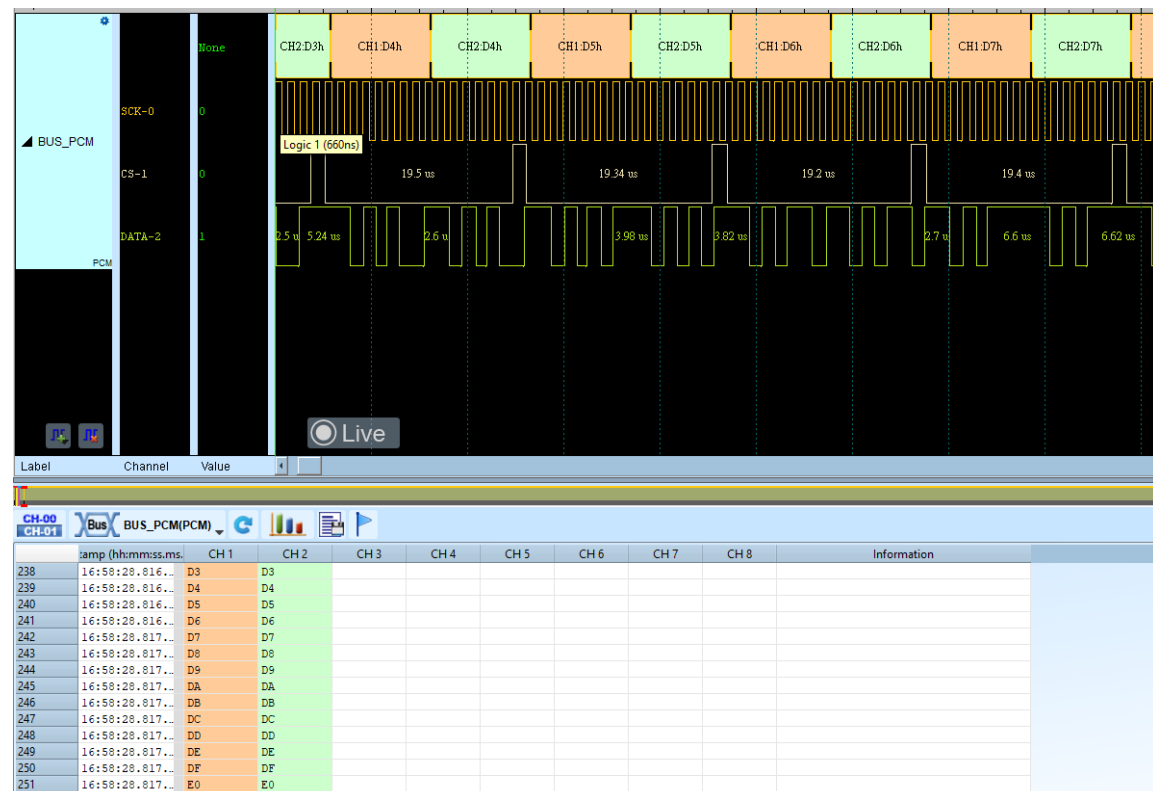 None CH2:D3h CH1:D4h CH2:D4h CH1:D5h CH2:D5h CH1:D6h CH2:D6h CH1:D7h CH2:D7h
SCK-0 0
BUS_PCM
Logic 1 (660ns)
CS-1 0 19.5 us 19.34 us 19.2 us 19.4 us
DATA-2 1 2.5 u 5.24 us 2.6 u 3.98 us 3.82 us 2.7 u 6.6 us 6.62 us
PCM
Live
Label Channel Value
CH-00
CH-01 Bus BUS_PCM(PCM)
:amp (hh:mm:ss.ms. CH 1 CH 2 CH 3 CH 4 CH 5 CH 6 CH 7 CH 8 Information
238 16:58:28.816... D3 D3
239 16:58:28.816... D4 D4
240 16:58:28.816... D5 D5
241 16:58:28.816... D6 D6
242 16:58:28.817... D7 D7
243 16:58:28.817... D8 D8
244 16:58:28.817... D9 D9
245 16:58:28.817... DA DA
246 16:58:28.817... DB DB
247 16:58:28.817... DC DC
248 16:58:28.817... DD DD
249 16:58:28.817... DE DE
250 16:58:28.817... DF DF
251 16:58:28.817... E0 E0